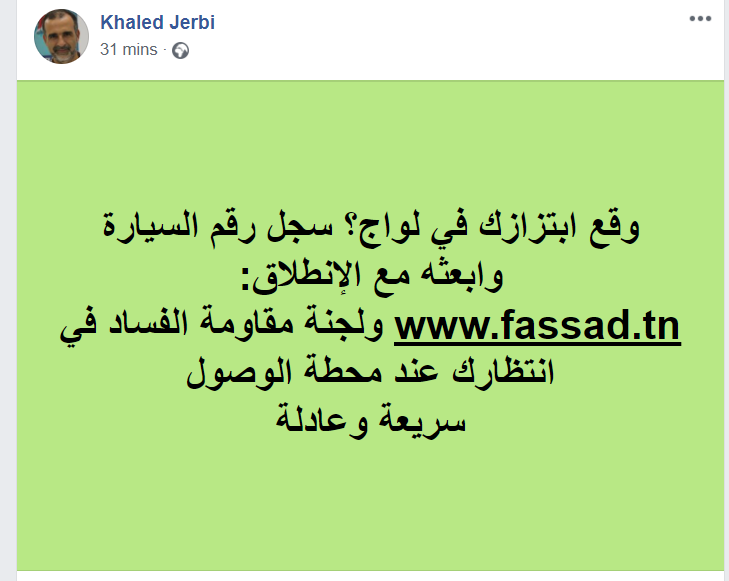 Khaled Jerbi
31 mins ·
وقع ابتزازك في لواج؟ سجل رقم السيارة
وابعثه مع الإنطلاق:
www.fassad.tn ولجنة مقاومة الفساد في
انتظارك عند محطة الوصول
سريعة وعادلة